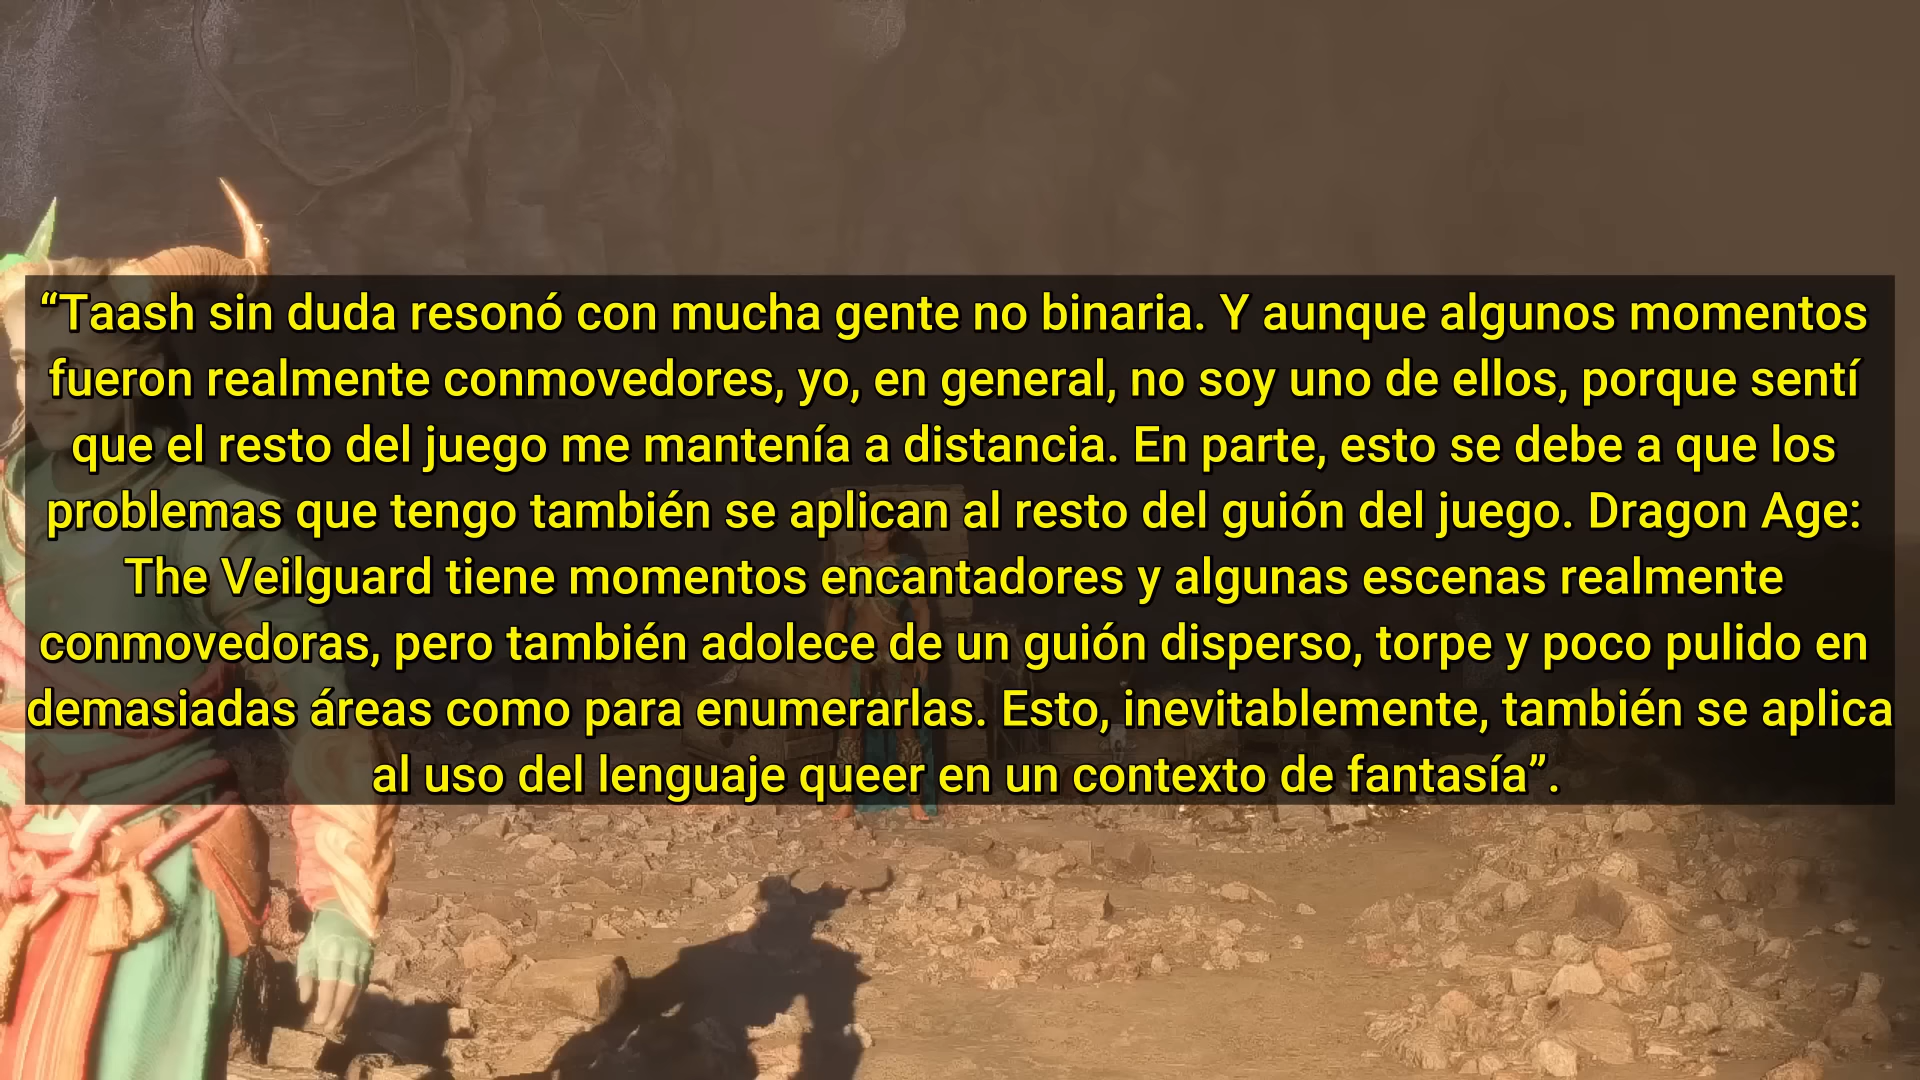 “Taash sin duda resonó con mucha gente no binaria. Y aunque algunos momentos
fueron realmente conmovedores, yo, en general, no soy uno de ellos, porque sentí
que el resto del juego me mantenía a distancia. En parte, esto se debe a que los
problemas que tengo también se aplican al resto del guión del juego. Dragon Age:
The Veilguard tiene momentos encantadores y algunas escenas realmente
conmovedoras, pero también adolece de un guión disperso, torpe y poco pulido en
demasiadas áreas como para enumerarlas. Esto, inevitablemente, también se aplica
al uso del lenguaje queer en un contexto de fantasía”.